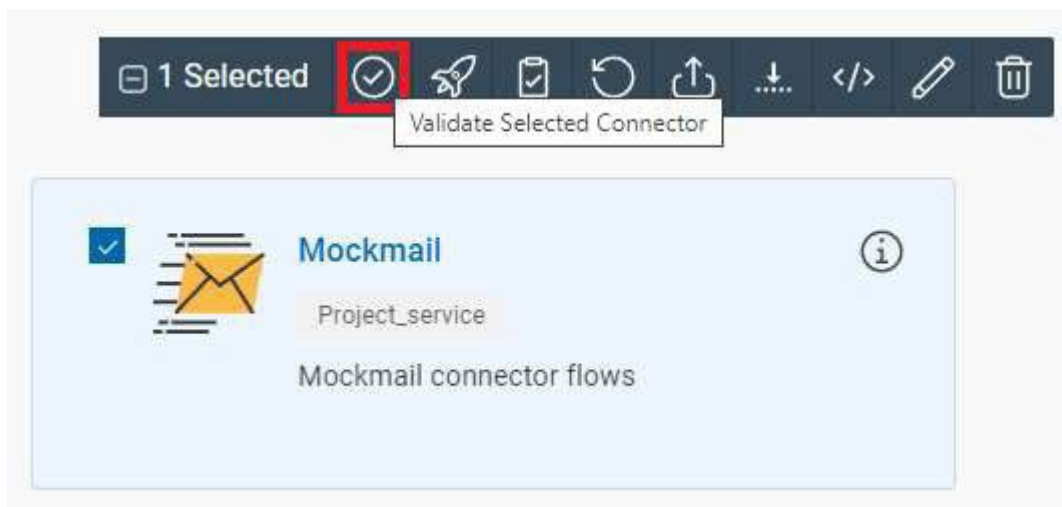 1 Selected
Validate Selected Connector
Mockmail
Project_service
Mockmail connector flows